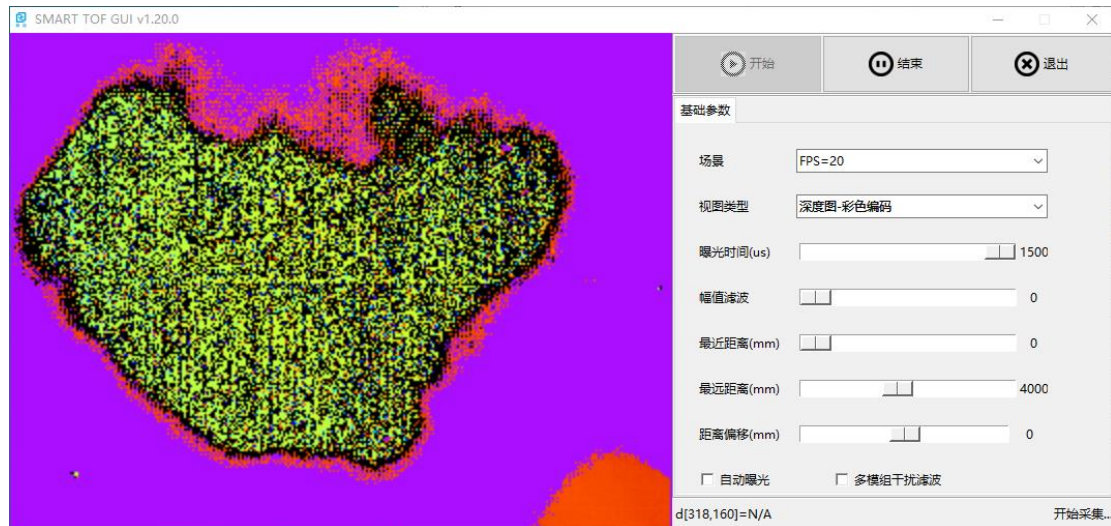 SMART TOF GUI v1.20.0
开始
结束
退出
基础参数
场景
FPS=20
视图类型
深度图-彩色编码
曝光时间(us)
1500
幅值滤波
0
最近距离(mm)
0
最远距离(mm)
4000
距离偏移(mm)
0
自动曝光
多模组干扰滤波
d[318,160]=N/A
开始采集...